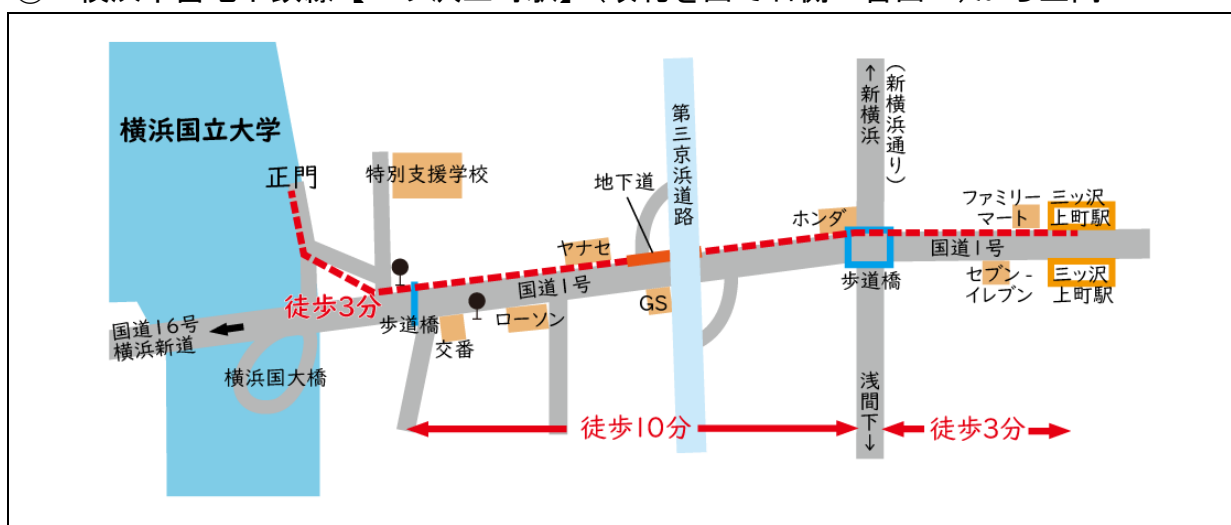 横浜国立大学
正門
特別支援学校
地下道
第三京浜道路
↑新横浜
(新横浜通り)
ファミリー
マート
三ッ沢
上町駅
ホンダ
ヤナセ
国道1号
国道1号
歩道橋
セブン-
イレブン
三ッ沢
上町駅
GS
徒歩3分
歩道橋
ローソン
交番
国道16号
横浜新道
横浜国大橋
浅間下↓
徒歩10分
徒歩3分